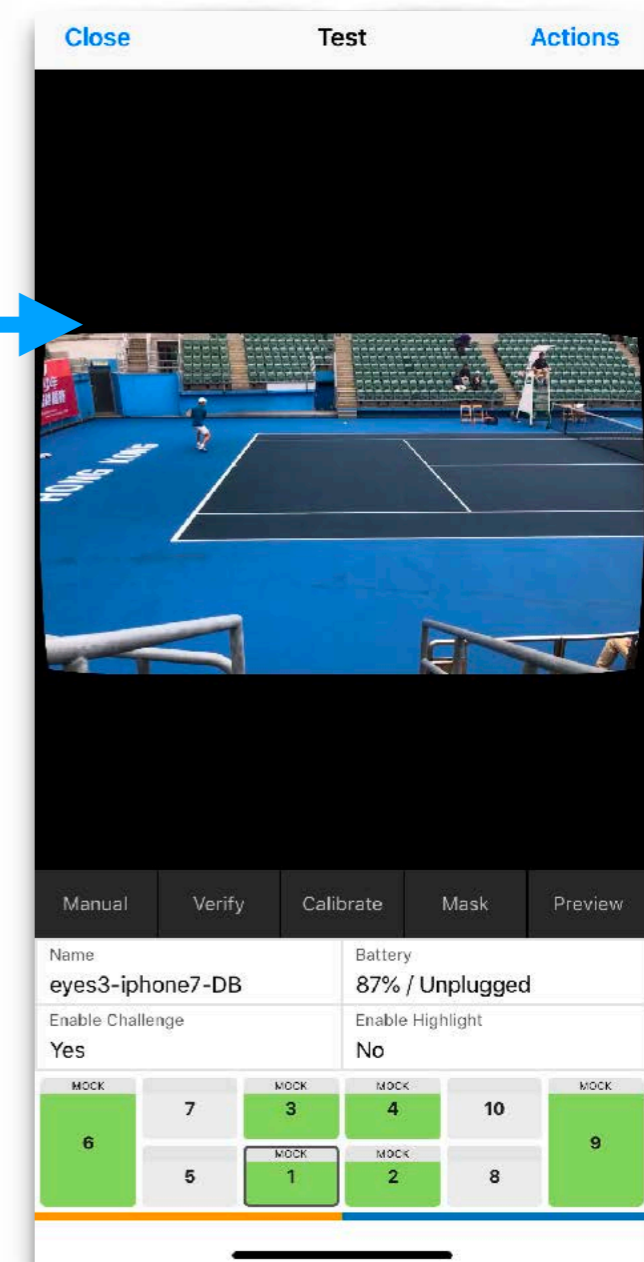 Close Test Actions
HONG KONG
Manual Verify Calibrate Mask Preview
Name Battery
eyes3-iphone7-DB 87% / Unplugged
Enable Challenge Enable Highlight
Yes No
MOCK MOCK MOCK MOCK
6 7 3 4 10 9
MOCK MOCK
5 1 2 8